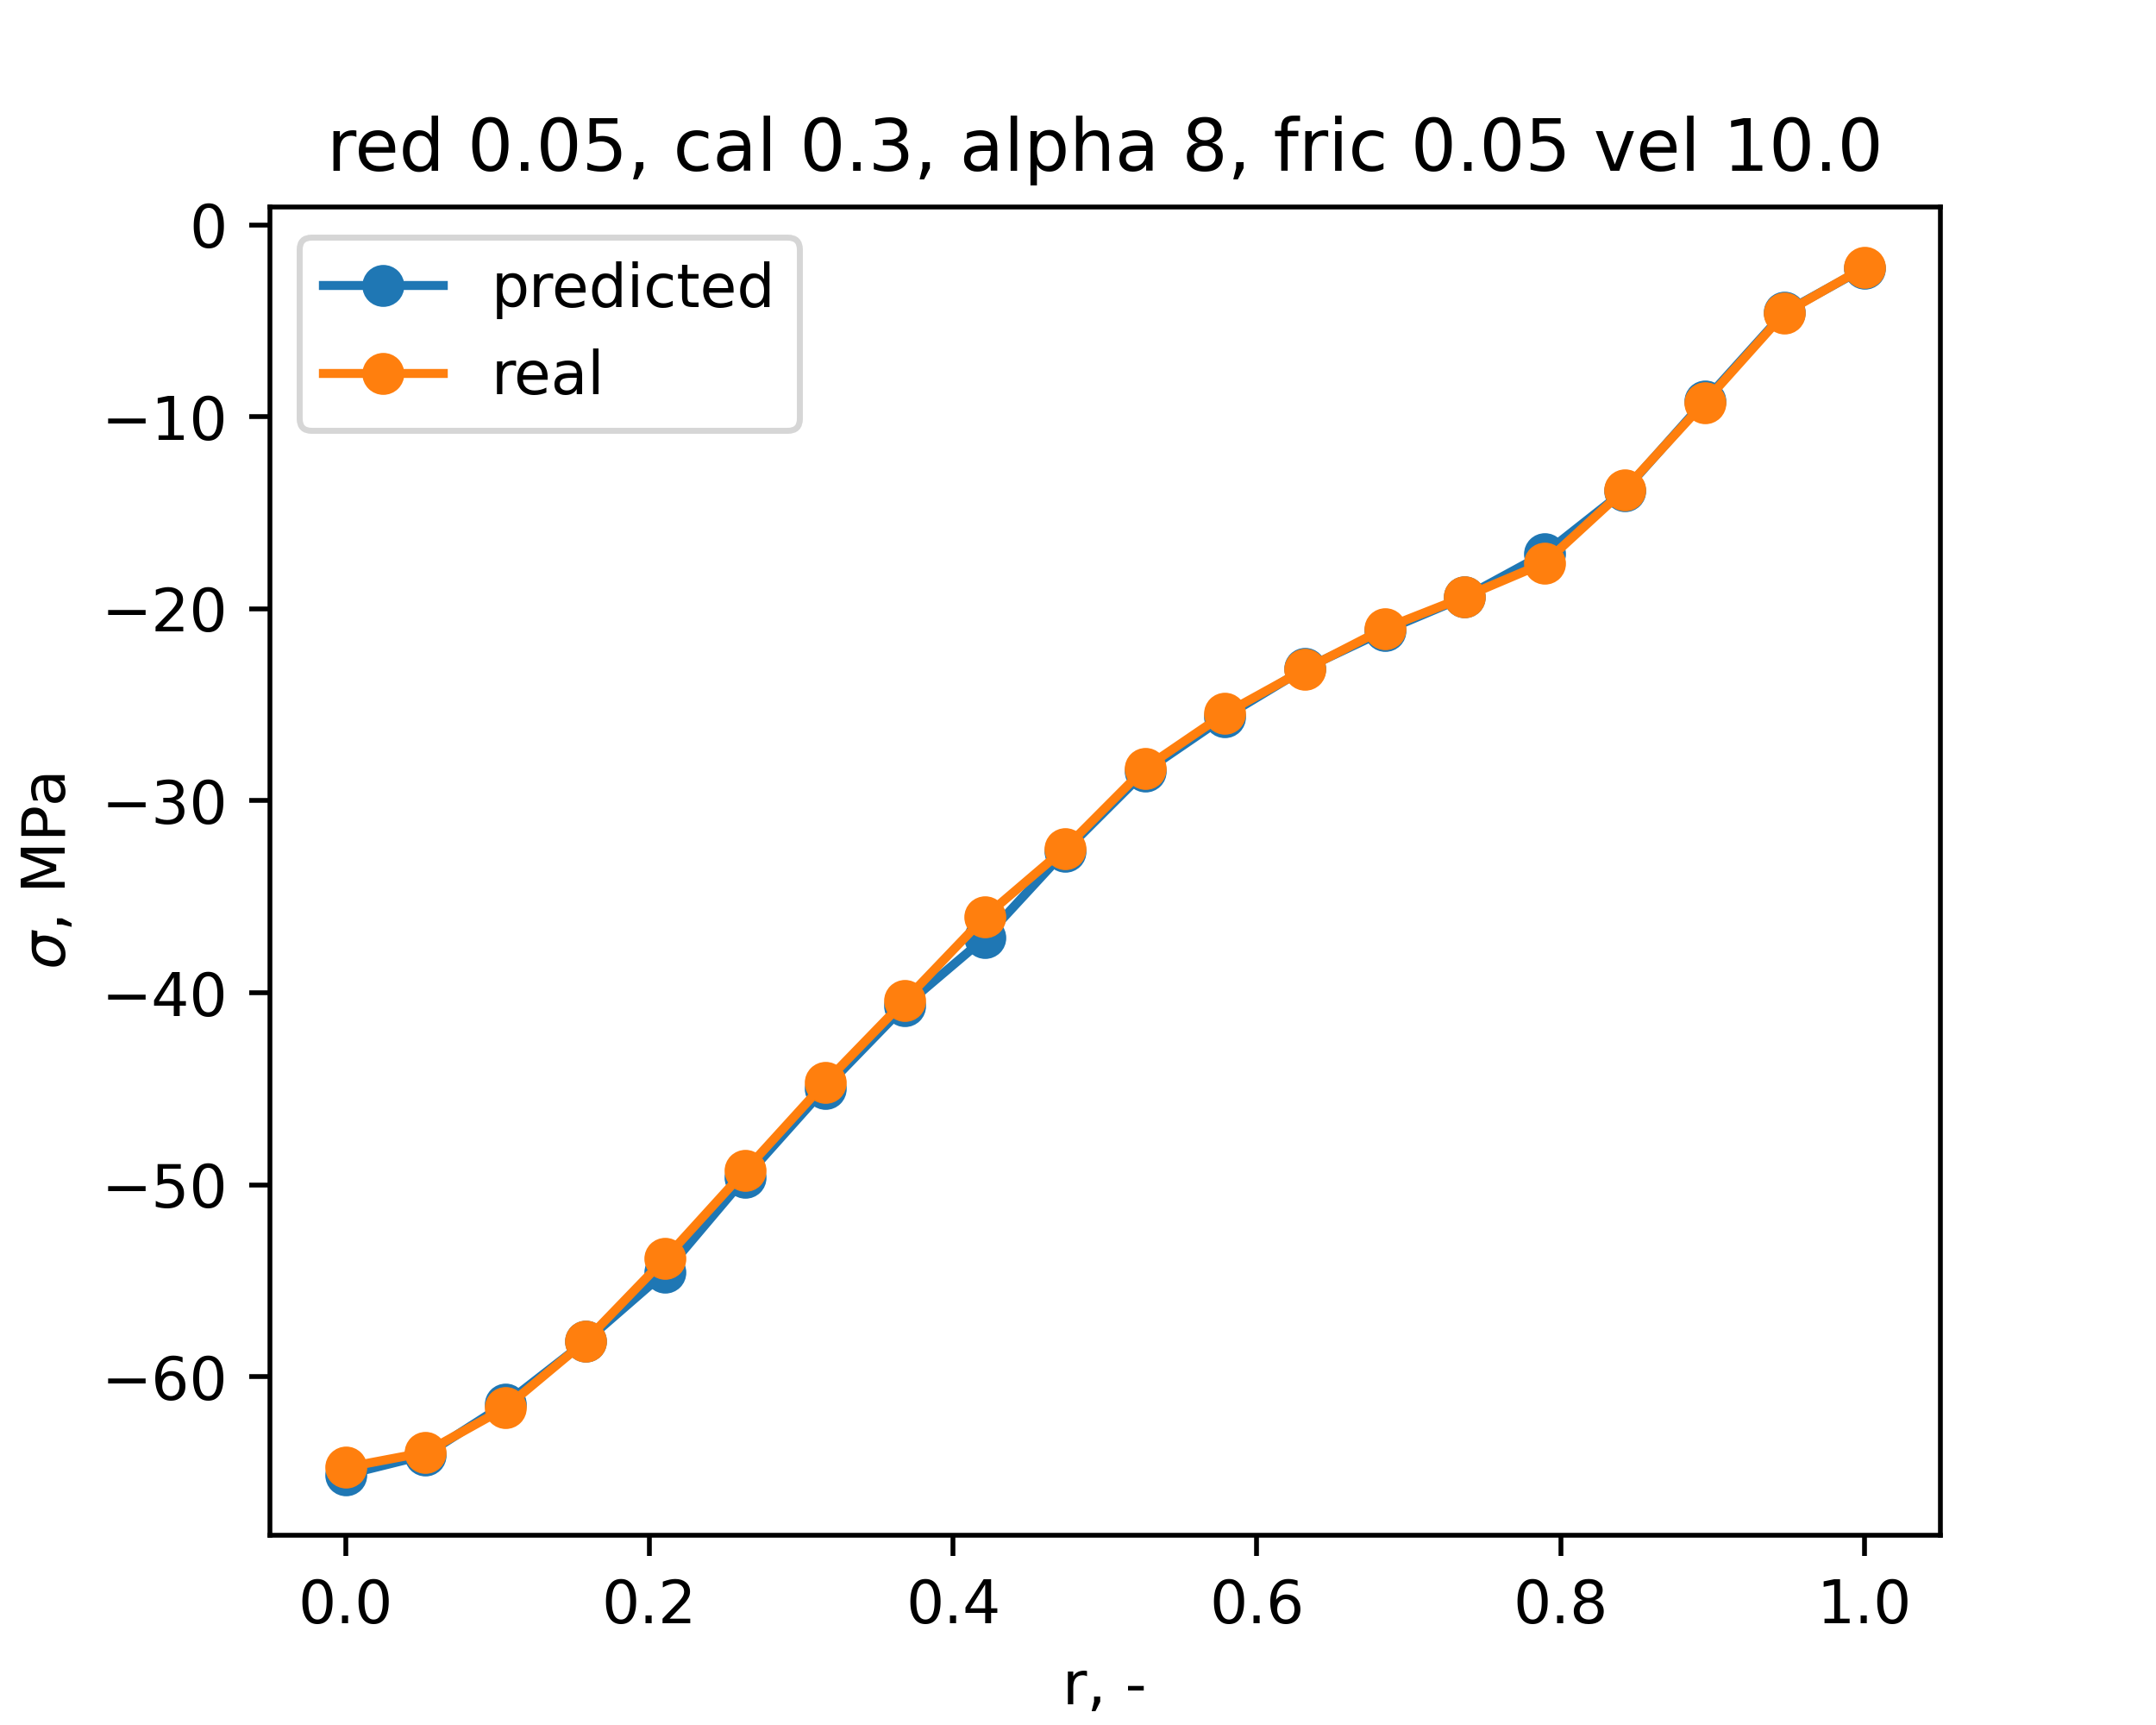 red 0.05, cal 0.3, alpha 8, fric 0.05 vel 10.0
predicted
real
0
−10
−20
−30
−40
−50
−60
σ, MPa
0.0 0.2 0.4 0.6 0.8 1.0
r, -